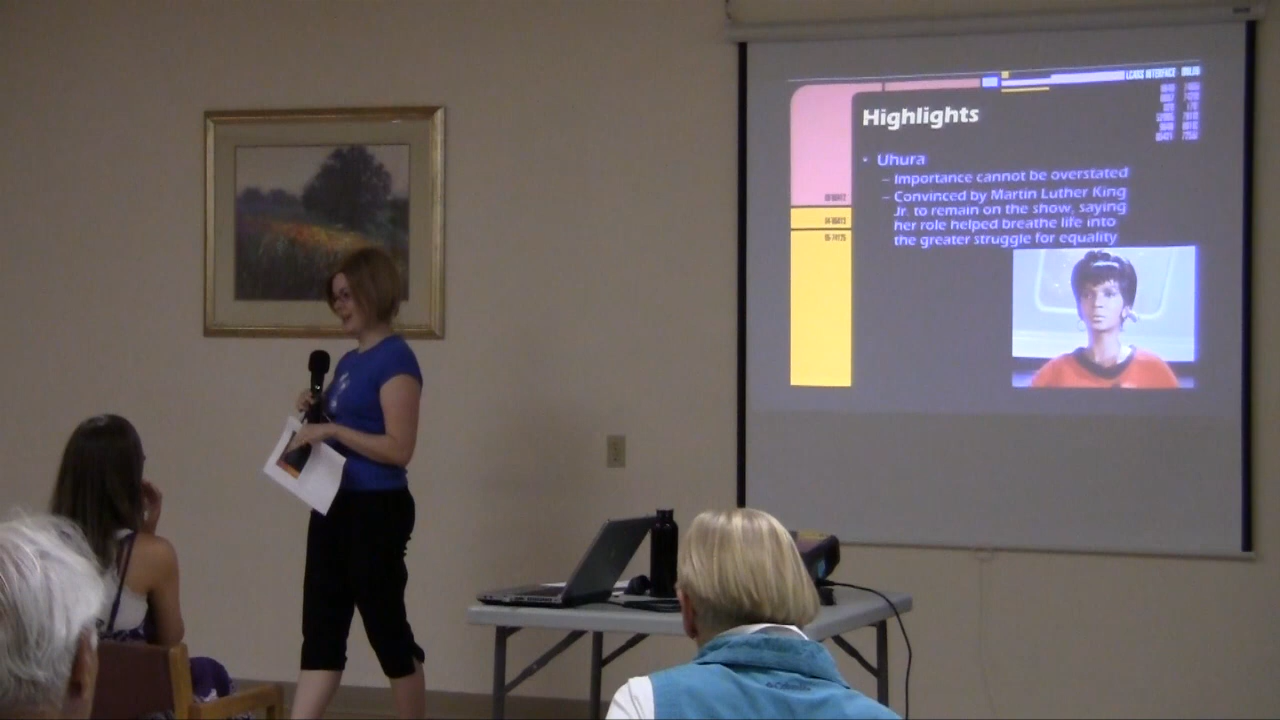 LCARS INTERFACE
Highlights
• Uhura
– Importance cannot be overstated
– Convinced by Martin Luther King
Jr. to remain on the show, saying
her role helped breathe life into
the greater struggle for equality
Columbia